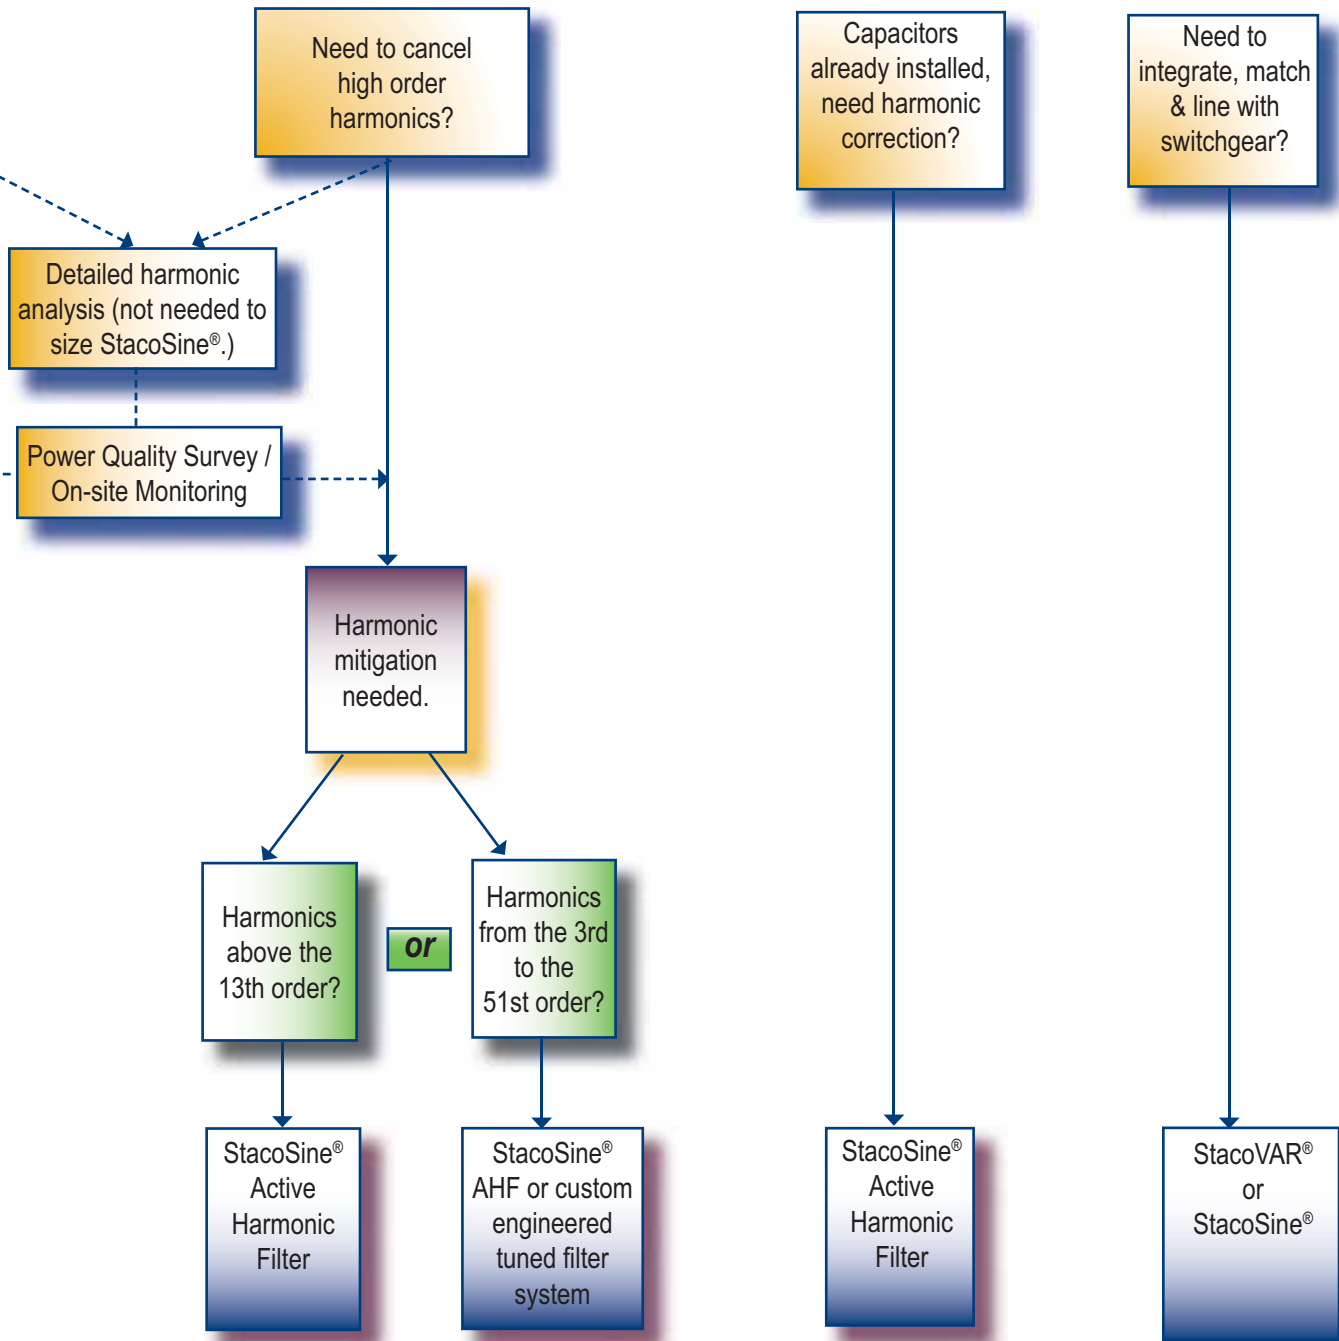 Need to cancel
high order
harmonics?
Capacitors
already installed,
need harmonic
correction?
Need to
integrate, match
& line with
switchgear?
Detailed harmonic
analysis (not needed to
size StacoSine®.)
Power Quality Survey /
On-site Monitoring
Harmonic
mitigation
needed.
Harmonics
above the
13th order?
or
Harmonics
from the 3rd
to the
51st order?
StacoSine®
Active
Harmonic
Filter
StacoSine®
AHF or custom
engineered
tuned filter
system
StacoSine®
Active
Harmonic
Filter
StacoVAR®
or
StacoSine®